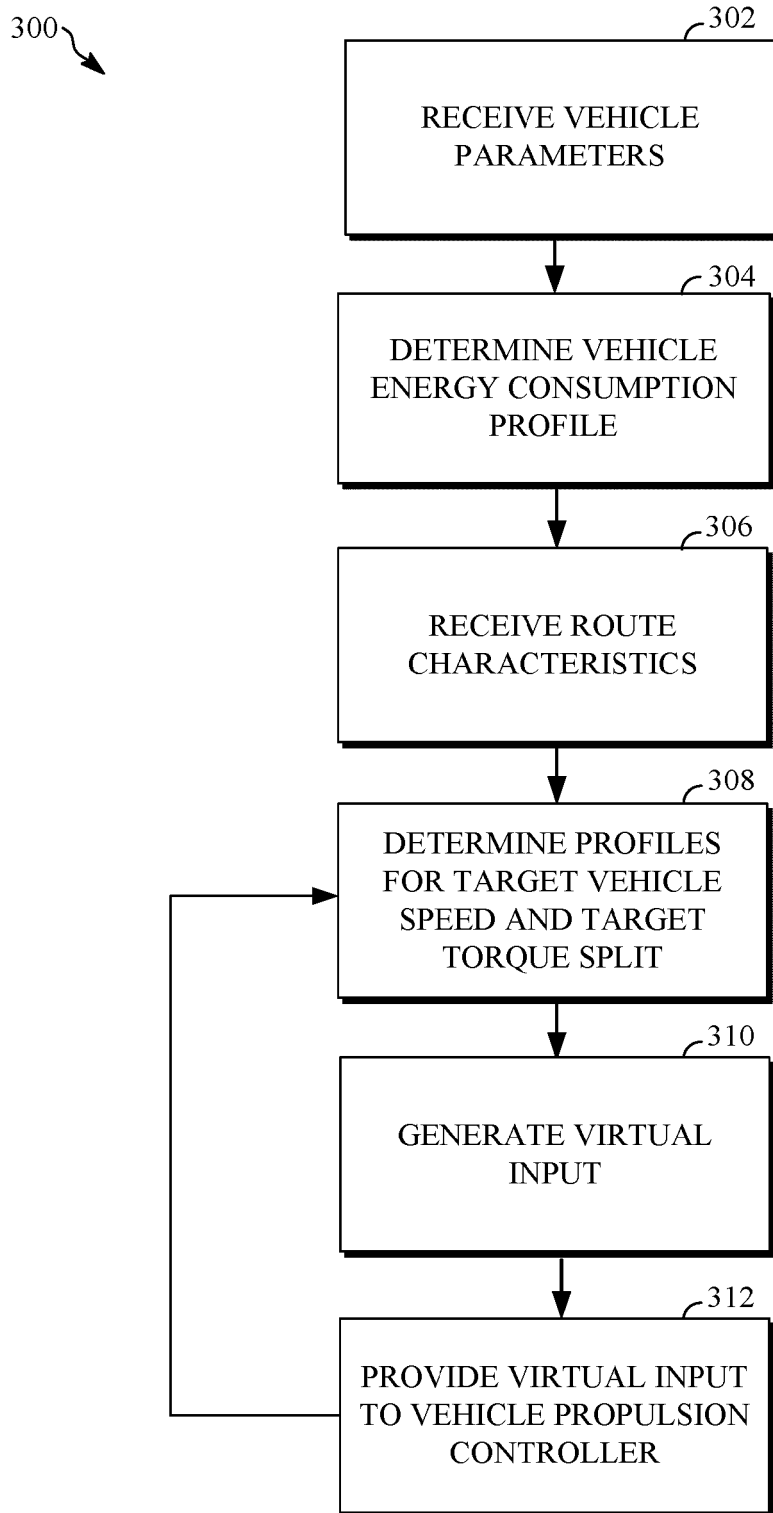 300
302
RECEIVE VEHICLE
PARAMETERS
304
DETERMINE VEHICLE
ENERGY CONSUMPTION
PROFILE
306
RECEIVE ROUTE
CHARACTERISTICS
308
DETERMINE PROFILES
FOR TARGET VEHICLE
SPEED AND TARGET
TORQUE SPLIT
310
GENERATE VIRTUAL
INPUT
312
PROVIDE VIRTUAL INPUT
TO VEHICLE PROPULSION
CONTROLLER